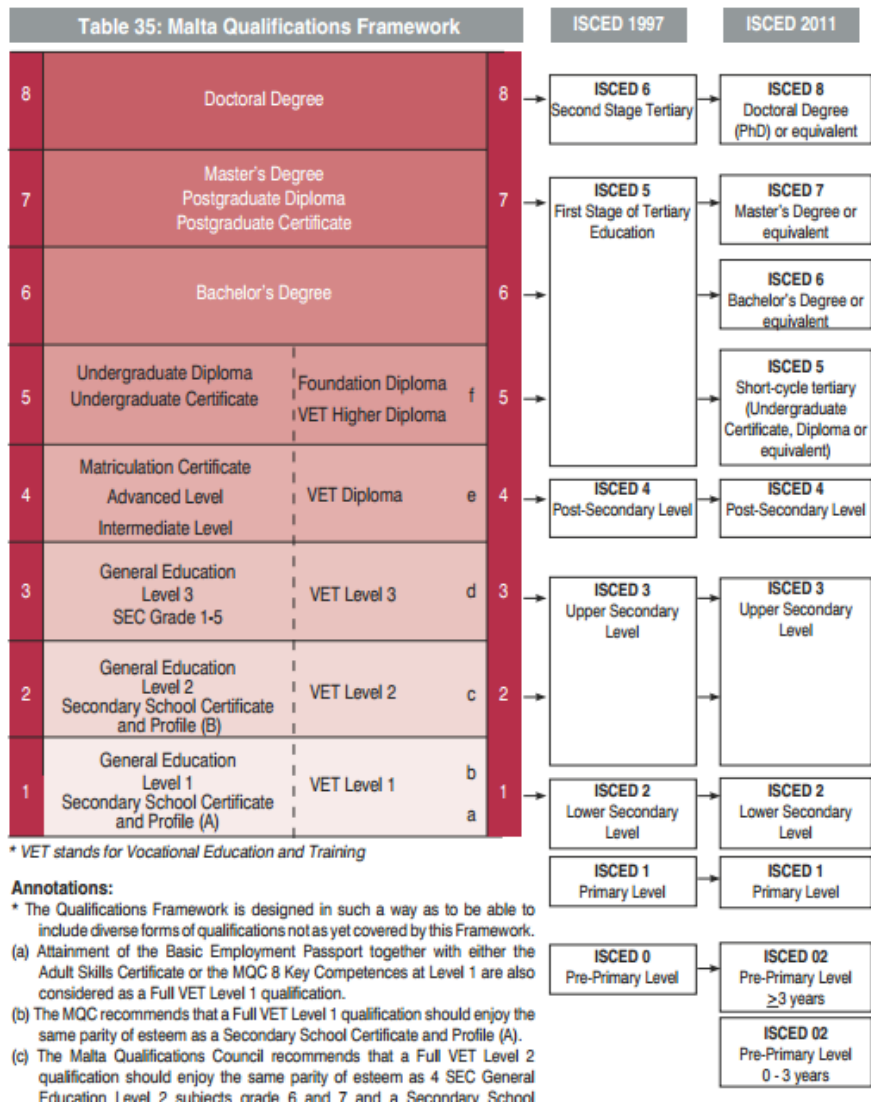 Table 35: Malta Qualifications Framework
ISCED 1997
ISCED 2011
8
Doctoral Degree
8
ISCED 6
Second Stage Tertiary
ISCED 8
Doctoral Degree
(PhD) or equivalent
7
Master's Degree
Postgraduate Diploma
Postgraduate Certificate
7
ISCED 5
First Stage of Tertiary
Education
ISCED 7
Master's Degree or
equivalent
6
Bachelor's Degree
6
ISCED 6
Bachelor's Degree or
equivalent
5
Undergraduate Diploma
Undergraduate Certificate
Foundation Diploma
VET Higher Diploma
f
5
ISCED 5
Short-cycle tertiary
(Undergraduate
Certificate, Diploma or
equivalent)
4
Matriculation Certificate
Advanced Level
Intermediate Level
VET Diploma
e
4
ISCED 4
Post-Secondary Level
ISCED 4
Post-Secondary Level
3
General Education
Level 3
SEC Grade 1-5
VET Level 3
d
3
ISCED 3
Upper Secondary
Level
ISCED 3
Upper Secondary
Level
2
General Education
Level 2
Secondary School Certificate
and Profile (B)
VET Level 2
c
2
1
General Education
Level 1
Secondary School Certificate
and Profile (A)
VET Level 1
b
a
1
ISCED 2
Lower Secondary
Level
ISCED 2
Lower Secondary
Level
* VET stands for Vocational Education and Training
ISCED 1
Primary Level
ISCED 1
Primary Level
ISCED 0
Pre-Primary Level
ISCED 02
Pre-Primary Level
≥3 years
ISCED 02
Pre-Primary Level
0 - 3 years
Annotations:
* The Qualifications Framework is designed in such a way as to be able to
include diverse forms of qualifications not as yet covered by this Framework.
(a) Attainment of the Basic Employment Passport together with either the
Adult Skills Certificate or the MQC 8 Key Competences at Level 1 are also
considered as a Full VET Level 1 qualification.
(b) The MQC recommends that a Full VET Level 1 qualification should enjoy the
same parity of esteem as a Secondary School Certificate and Profile (A).
(c) The Malta Qualifications Council recommends that a Full VET Level 2
qualification should enjoy the same parity of esteem as 4 SEC General
Education Level 2 subjects grade 6 and 7 and a Secondary School